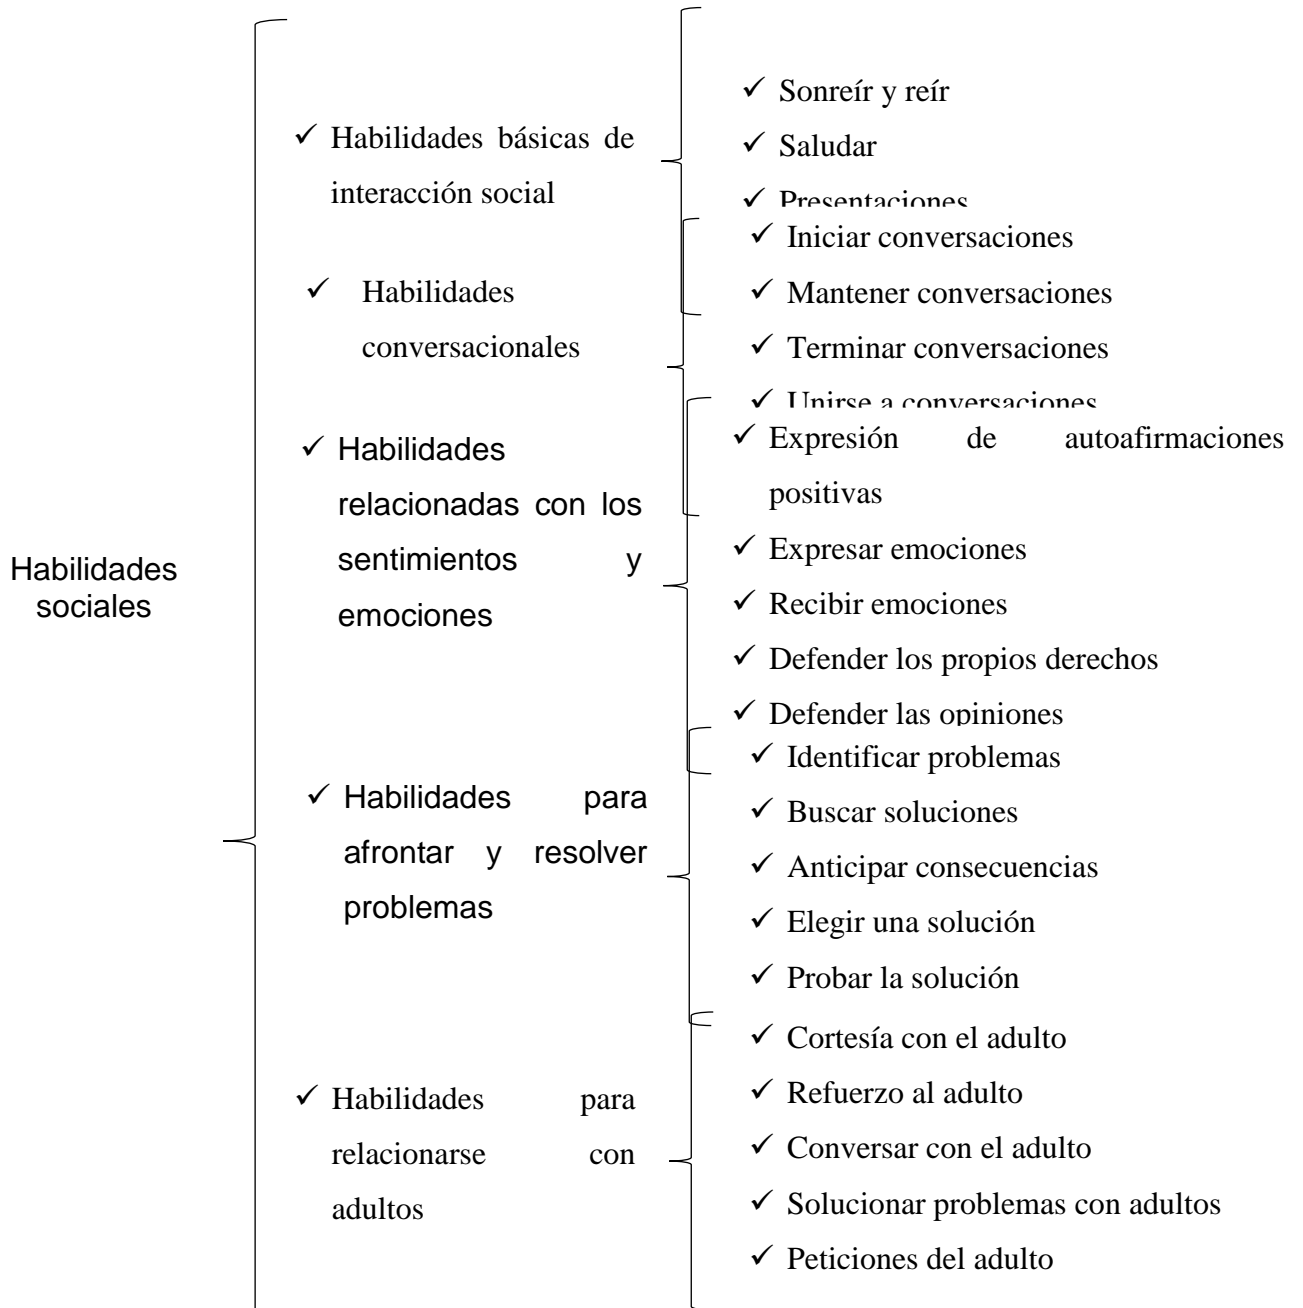 Habilidades
sociales
✓ Habilidades básicas de
interacción social
✓ Sonreír y reír
✓ Saludar
✓ Presentaciones
✓ Habilidades
conversacionales
✓ Iniciar conversaciones
✓ Mantener conversaciones
✓ Terminar conversaciones
✓ Unirse a conversaciones
✓ Habilidades
relacionadas con los
sentimientos y
emociones
✓ Expresión de autoafirmaciones
positivas
✓ Expresar emociones
✓ Recibir emociones
✓ Defender los propios derechos
✓ Defender las opiniones
✓ Habilidades para
afrontar y resolver
problemas
✓ Identificar problemas
✓ Buscar soluciones
✓ Anticipar consecuencias
✓ Elegir una solución
✓ Probar la solución
✓ Habilidades para
relacionarse con
adultos
✓ Cortesía con el adulto
✓ Refuerzo al adulto
✓ Conversar con el adulto
✓ Solucionar problemas con adultos
✓ Peticiones del adulto